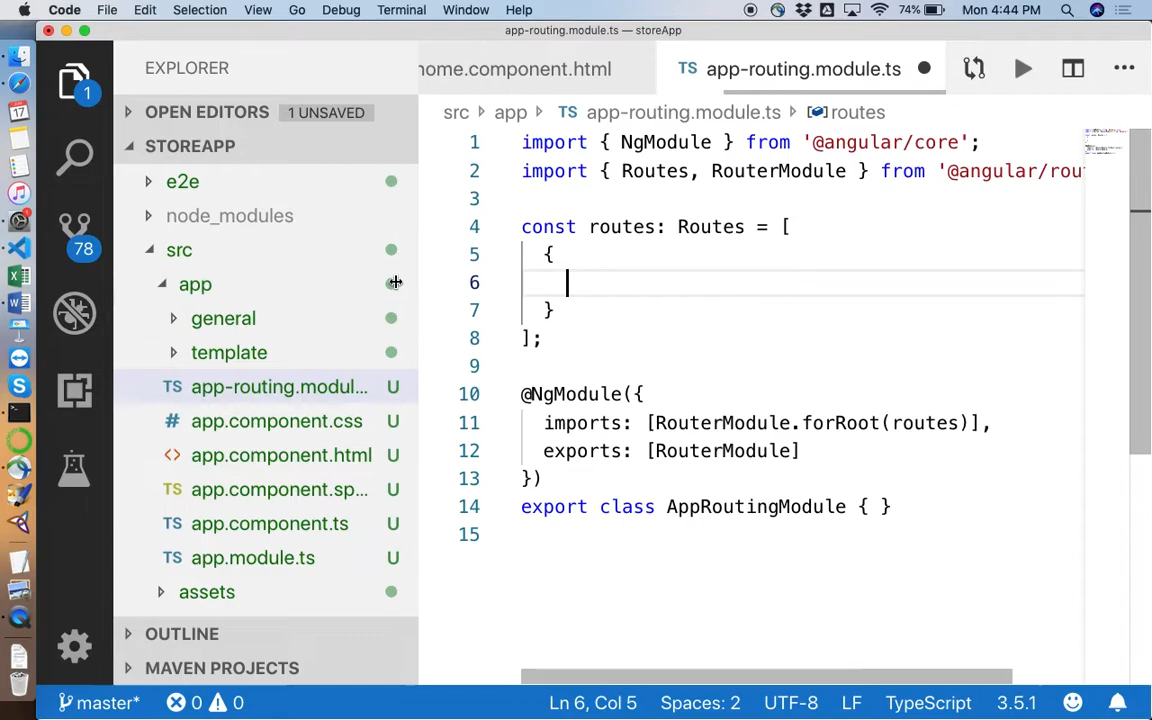 Code File Edit Selection View Go Debug Terminal Window Help 74% Mon 4:44 PM
app-routing.module.ts — storeApp
EXPLORER
home.component.html
TS app-routing.module.ts
1
OPEN EDITORS 1 UNSAVED
src > app > TS app-routing.module.ts > routes
STOREAPP
e2e
node_modules
78
src
app
general
template
TS app-routing.modul... U
# app.component.css U
<> app.component.html U
TS app.component.sp... U
TS app.component.ts U
TS app.module.ts U
assets
OUTLINE
MAVEN PROJECTS
1 import { NgModule } from '@angular/core';
2 import { Routes, RouterModule } from '@angular/rou
3
4 const routes: Routes = [
5 {
6
7 }
8 ];
9
10 @NgModule({
11 imports: [RouterModule.forRoot(routes)],
12 exports: [RouterModule]
13 })
14 export class AppRoutingModule { }
15
master* 0 0 Ln 6, Col 5 Spaces: 2 UTF-8 LF TypeScript 3.5.1